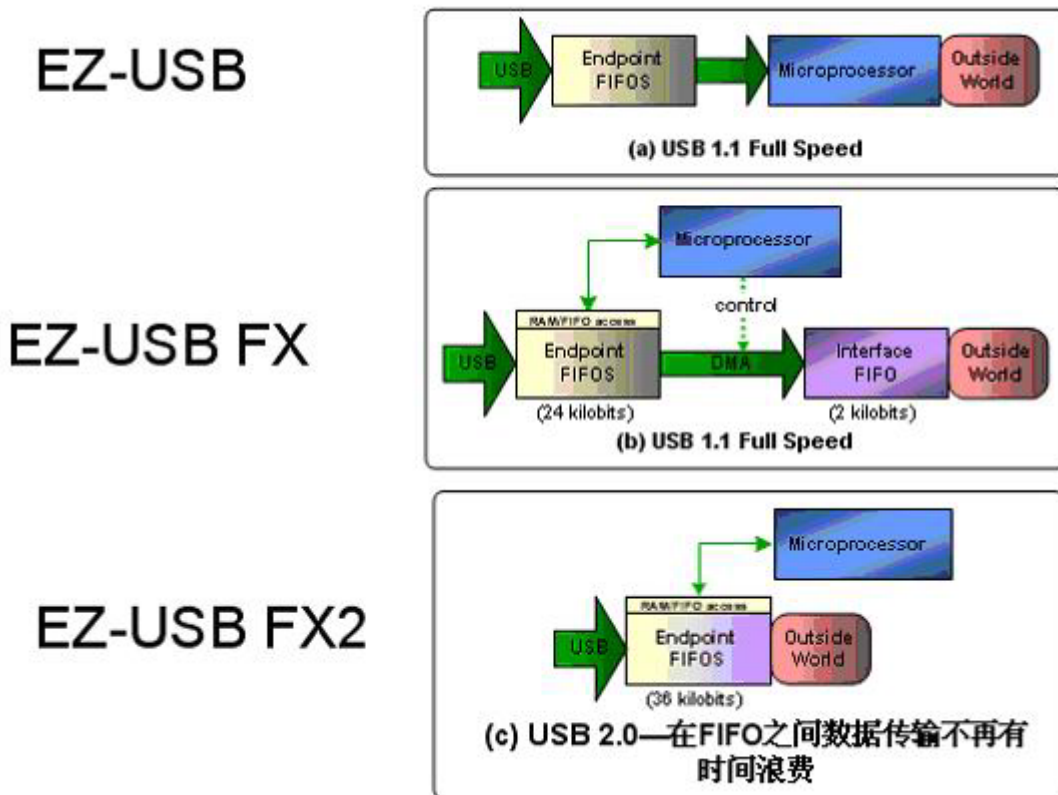 EZ-USB
USB
Endpoint
FIFOS
Microprocessor
Outside
World
(a) USB 1.1 Full Speed
EZ-USB FX
Microprocessor
control
RAM/FIFO access
USB
Endpoint
FIFOS
DMA
Interface
FIFO
Outside
World
(24 kilobits)
(2 kilobits)
(b) USB 1.1 Full Speed
EZ-USB FX2
Microprocessor
RAM/FIFO access
USB
Endpoint
FIFOS
Outside
World
(36 kilobits)
(c) USB 2.0—在FIFO之间数据传输不再有
时间浪费